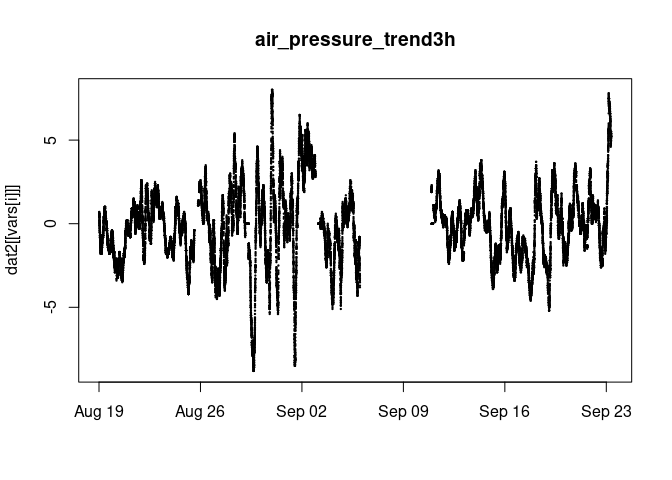 air_pressure_trend3h
dat2[[vars[i]]]
5
0
-5
Aug 19 Aug 26 Sep 02 Sep 09 Sep 16 Sep 23